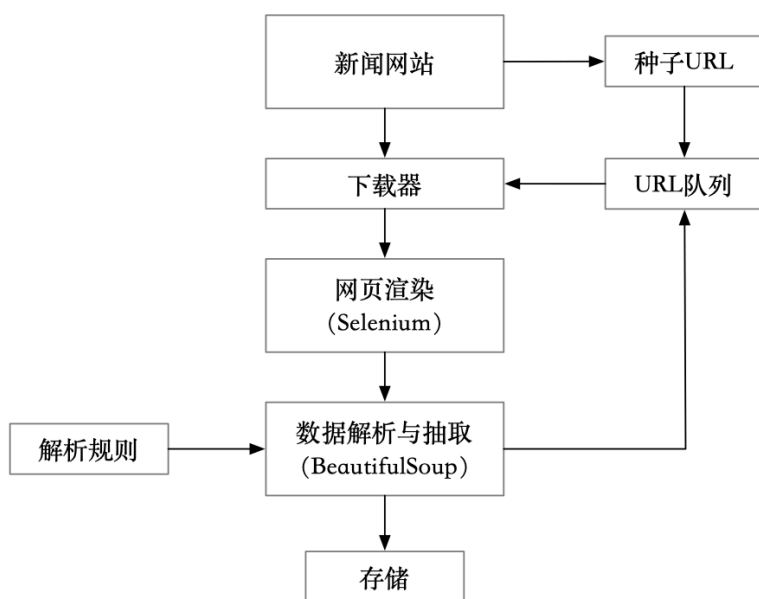 新闻网站
种子URL
下载器
URL队列
网页渲染
（Selenium）
解析规则
数据解析与抽取
（BeautifulSoup）
存储